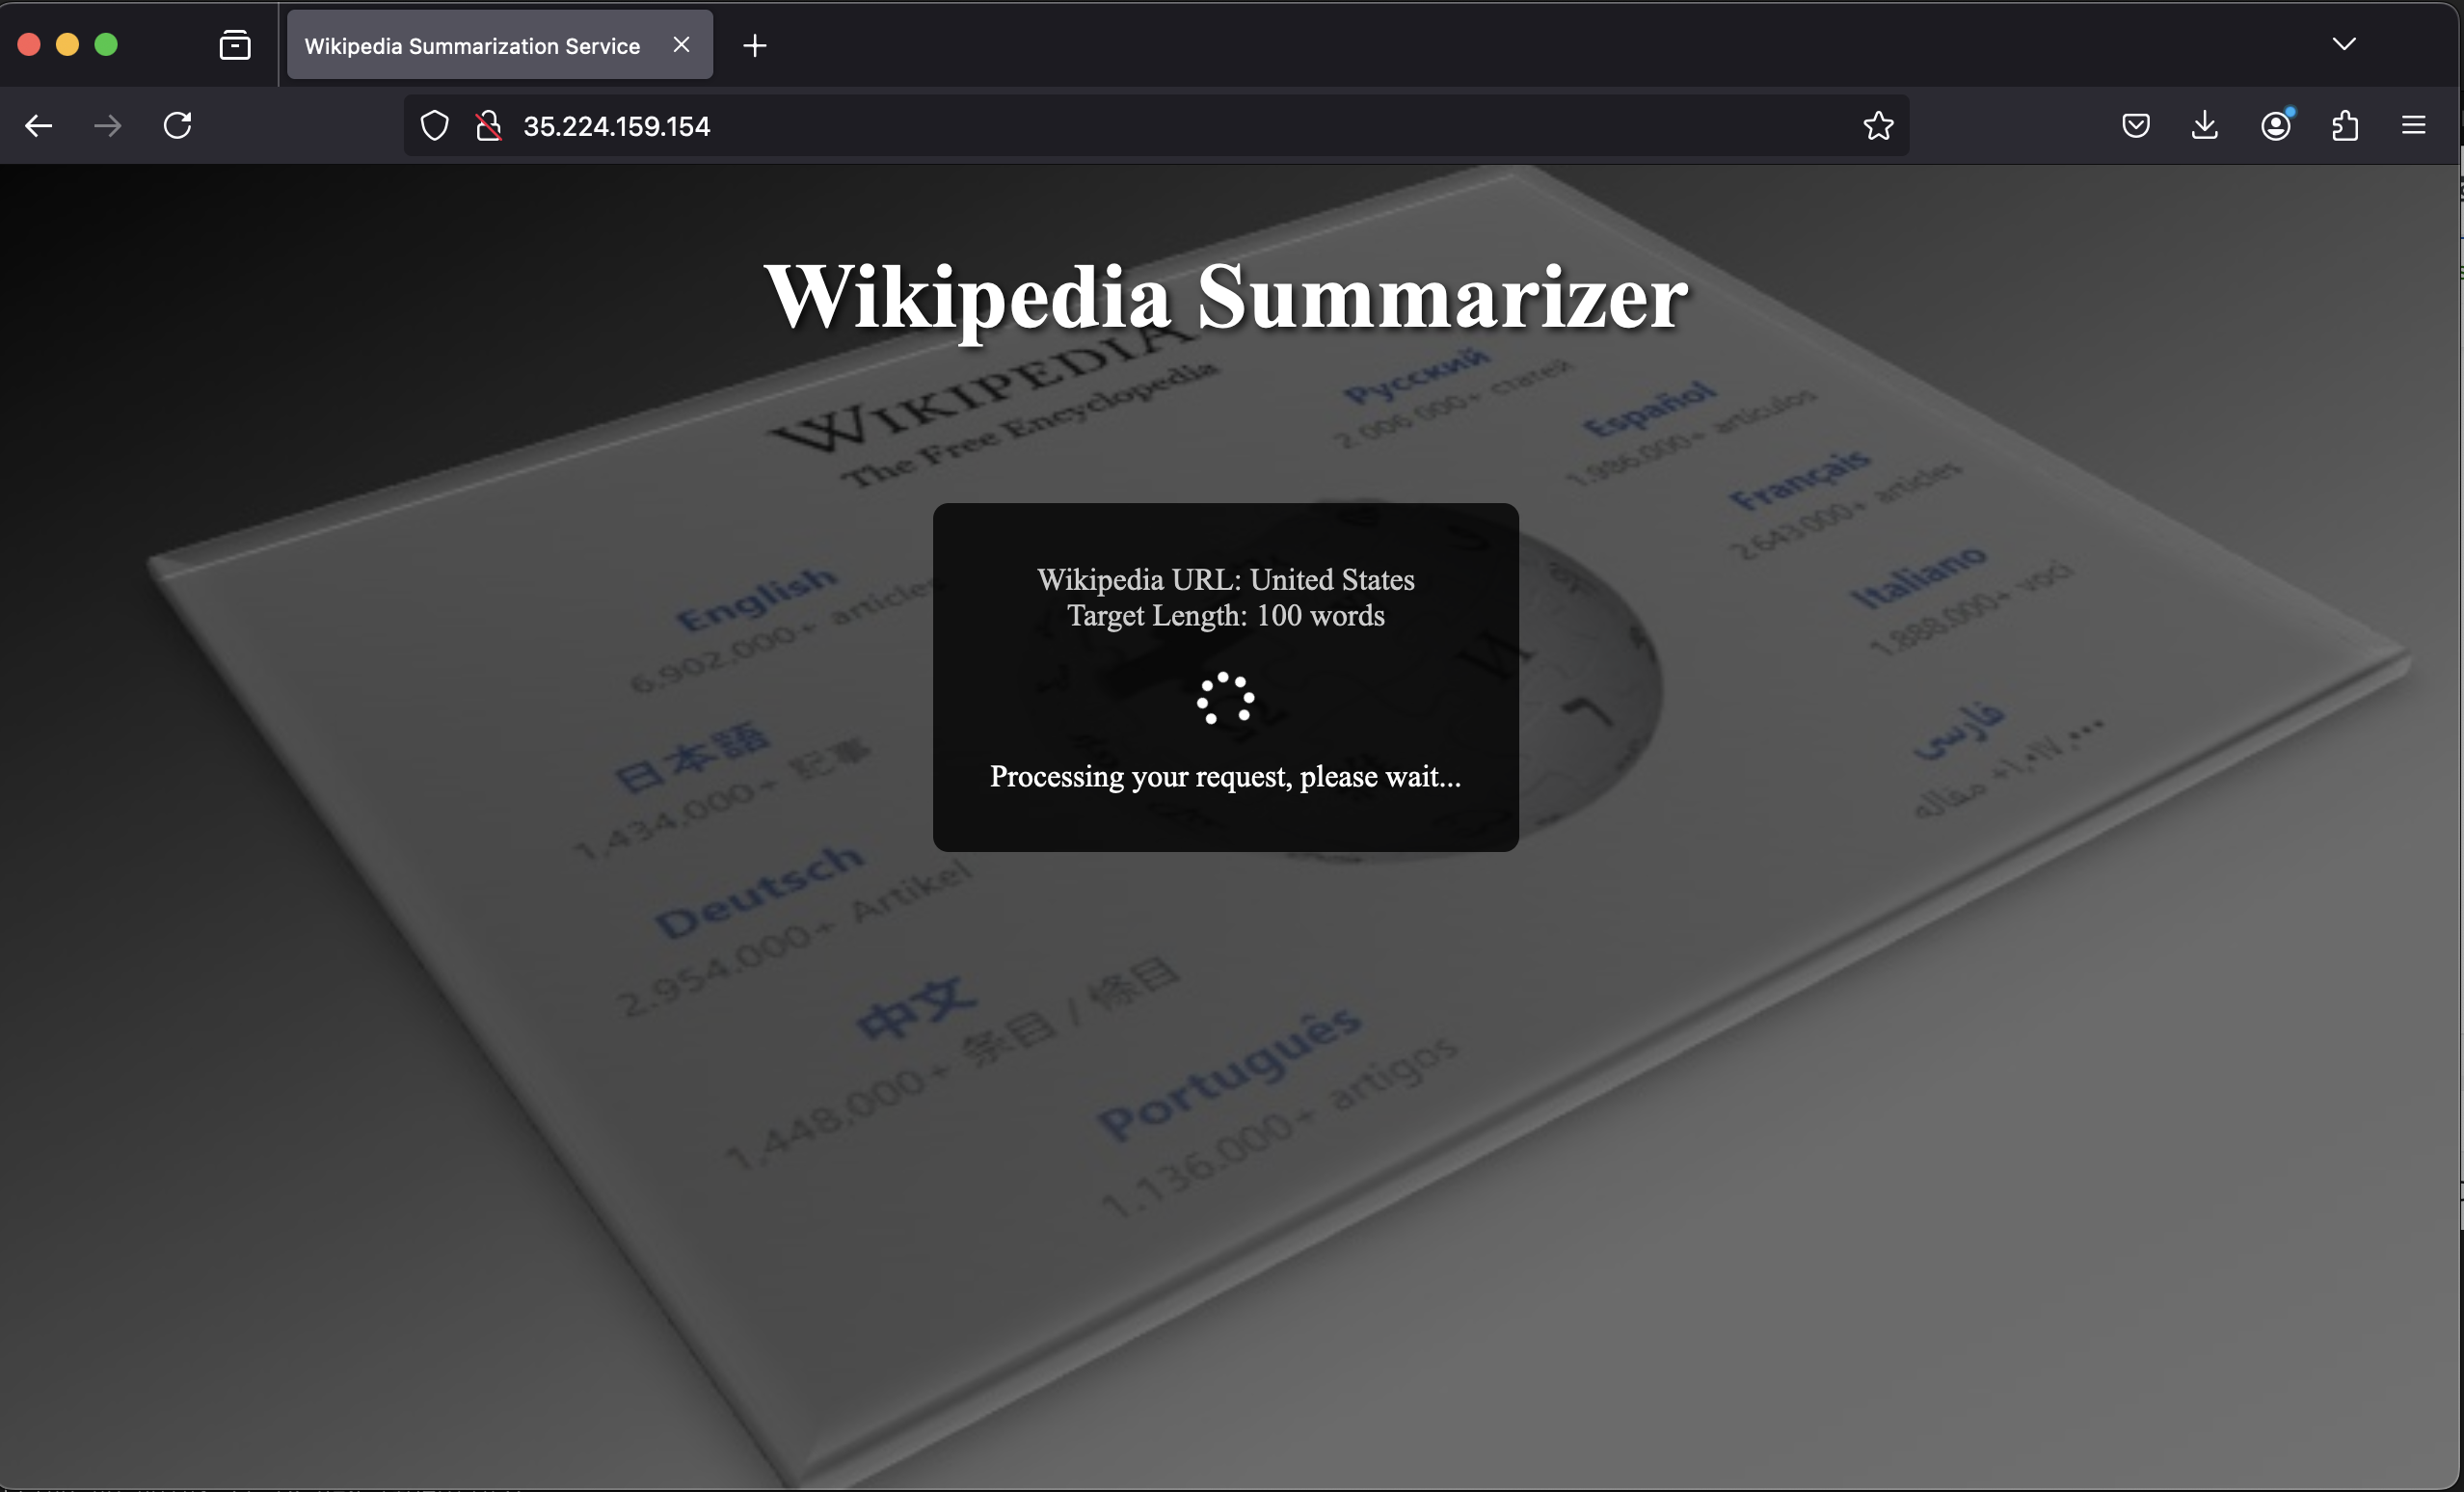 Wikipedia Summarization Service
35.224.159.154
Wikipedia Summarizer
WIKIPEDIA
The Free Encyclopedia
Русский
2 006 000+ статей
Español
1.986.000+ artículos
Français
2 643 000+ articles
English
6,902,000+ articles
Italiano
1.888.000+ voci
Wikipedia URL: United States
Target Length: 100 words
Processing your request, please wait...
日本語
1,434,000+ 記事
فارسی
مقاله
Deutsch
2.954.000+ Artikel
中文
1,448,000+ 条目 / 條目
Português
1.136.000+ artigos